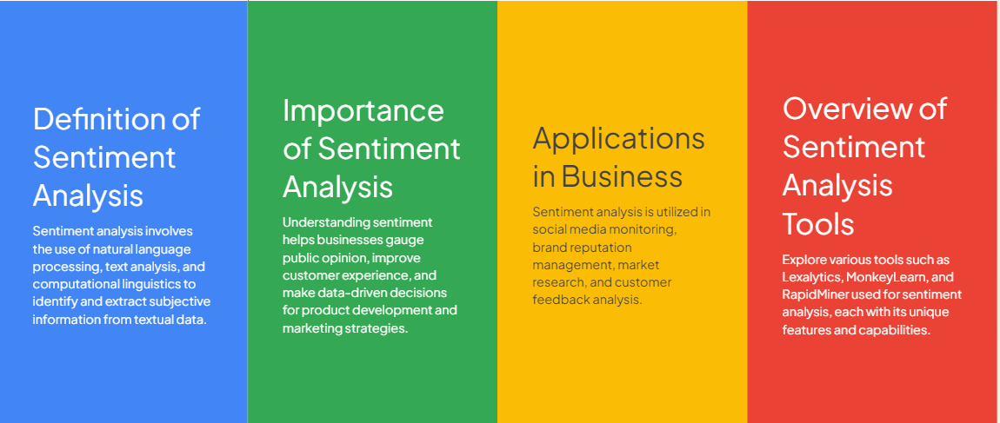 Definition of
Sentiment
Analysis
Sentiment analysis involves
the use of natural language
processing, text analysis, and
computational linguistics to
identify and extract subjective
information from textual data.
Importance
of Sentiment
Analysis
Understanding sentiment
helps businesses gauge
public opinion, improve
customer experience, and
make data-driven decisions
for product development and
marketing strategies.
Applications
in Business
Sentiment analysis is utilized in
social media monitoring,
brand reputation
management, market
research, and customer
feedback analysis.
Overview of
Sentiment
Analysis
Tools
Explore various tools such as
Lexalytics, MonkeyLearn, and
RapidMiner used for sentiment
analysis, each with its unique
features and capabilities.